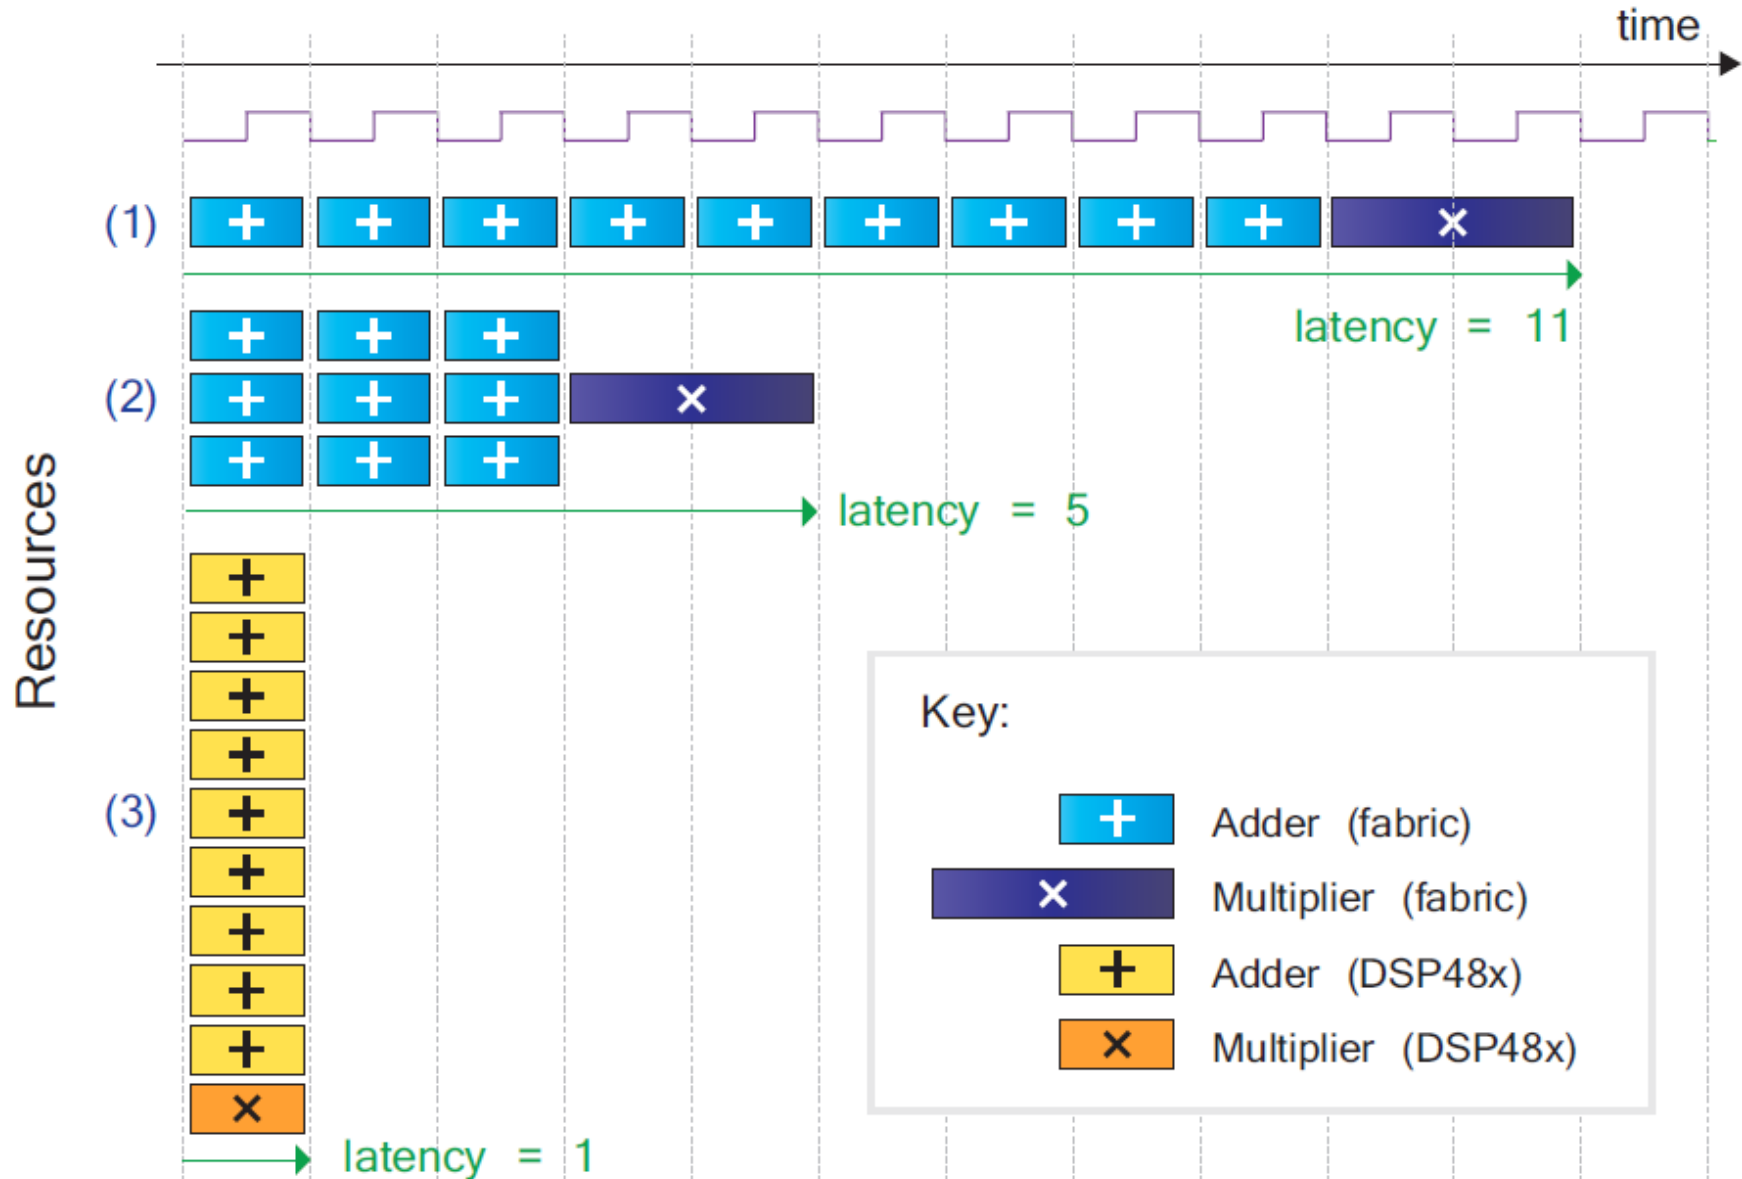 time
(1)
latency = 11
(2)
latency = 5
Resources
(3)
latency = 1
Key:
Adder (fabric)
Multiplier (fabric)
Adder (DSP48x)
Multiplier (DSP48x)